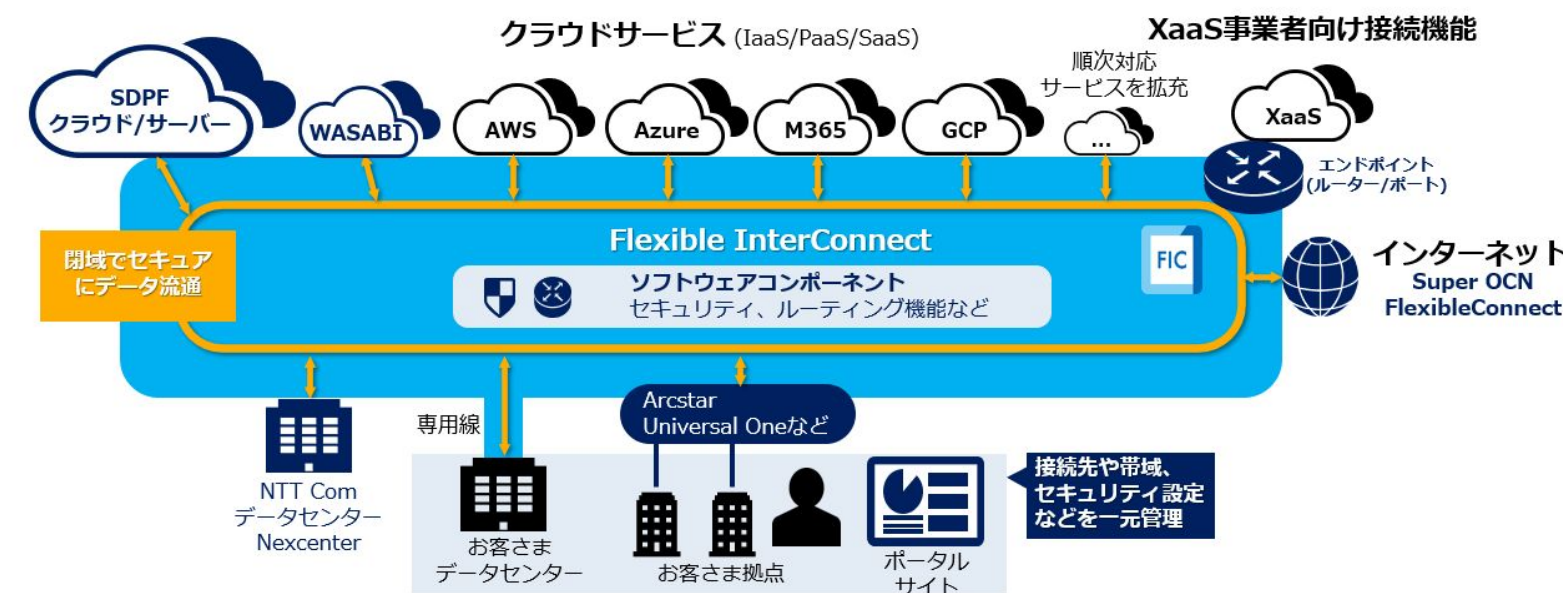 クラウドサービス (IaaS/PaaS/SaaS)
XaaS事業者向け接続機能
SDPF
クラウド/サーバー
WASABI
AWS
Azure
M365
GCP
順次対応
サービスを拡充
...
XaaS
エンドポイント
(ルーター/ポート)
閉域でセキュア
にデータ流通
Flexible InterConnect
ソフトウェアコンポーネント
セキュリティ、ルーティング機能など
FIC
インターネット
Super OCN
FlexibleConnect
専用線
Arcstar
Universal Oneなど
NTT Com
データセンター
Nexcenter
お客さま
データセンター
お客さま拠点
ポータル
サイト
接続先や帯域、
セキュリティ設定
などを一元管理